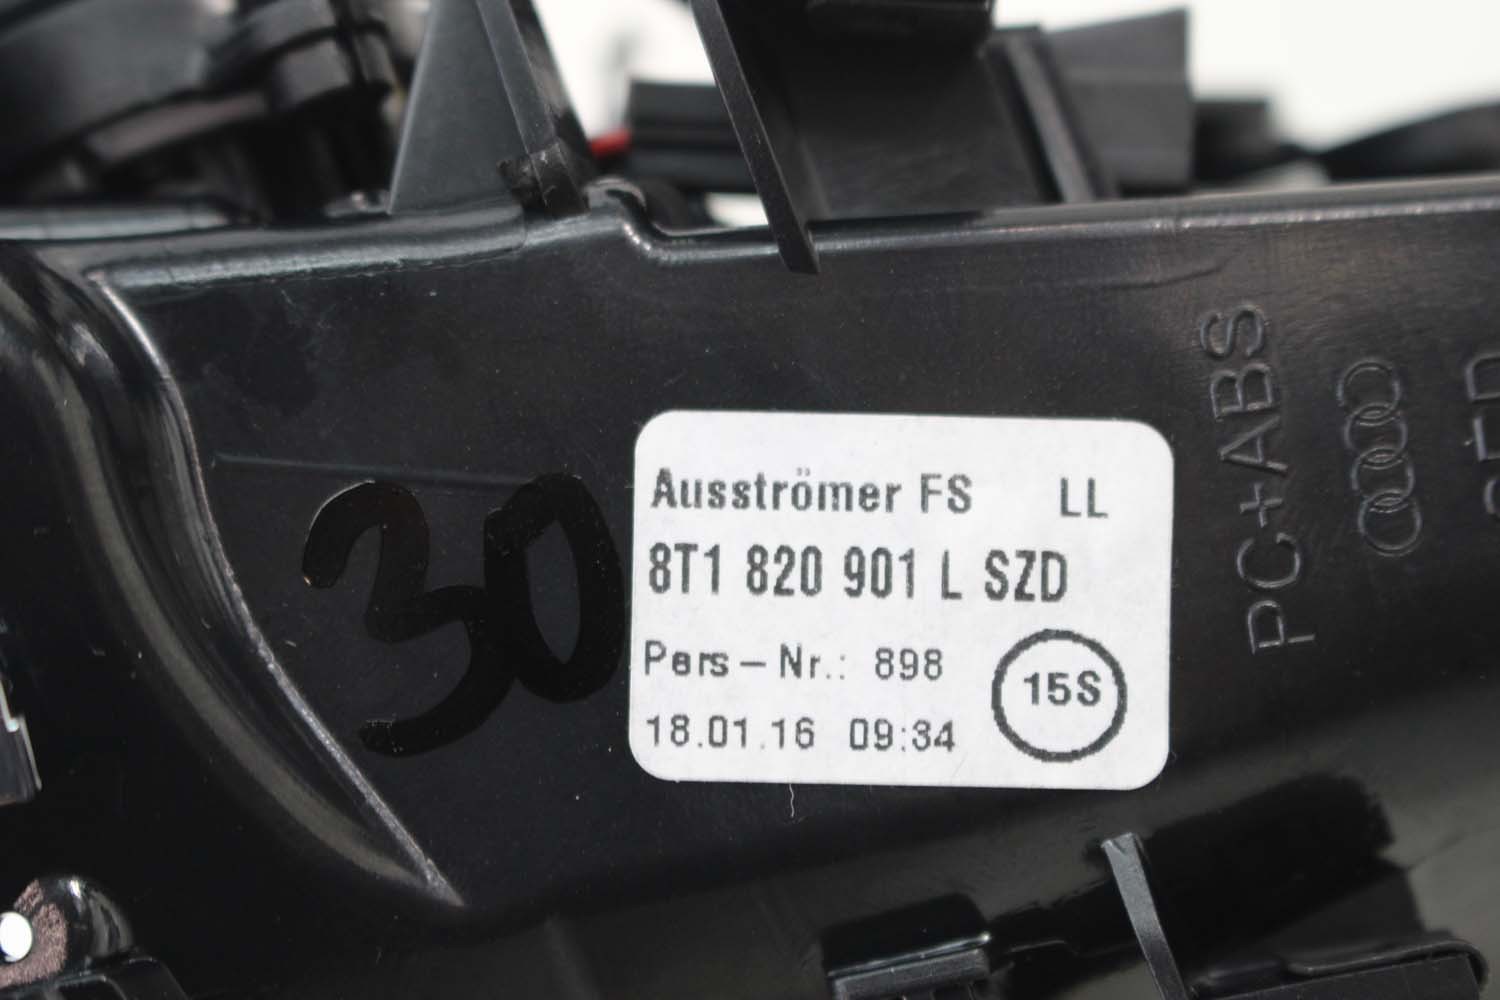 30
Ausströmer FS LL
8T1 820 901 L SZD
Pers-Nr.: 898
15S
18.01.16 09:34
PC+ABS